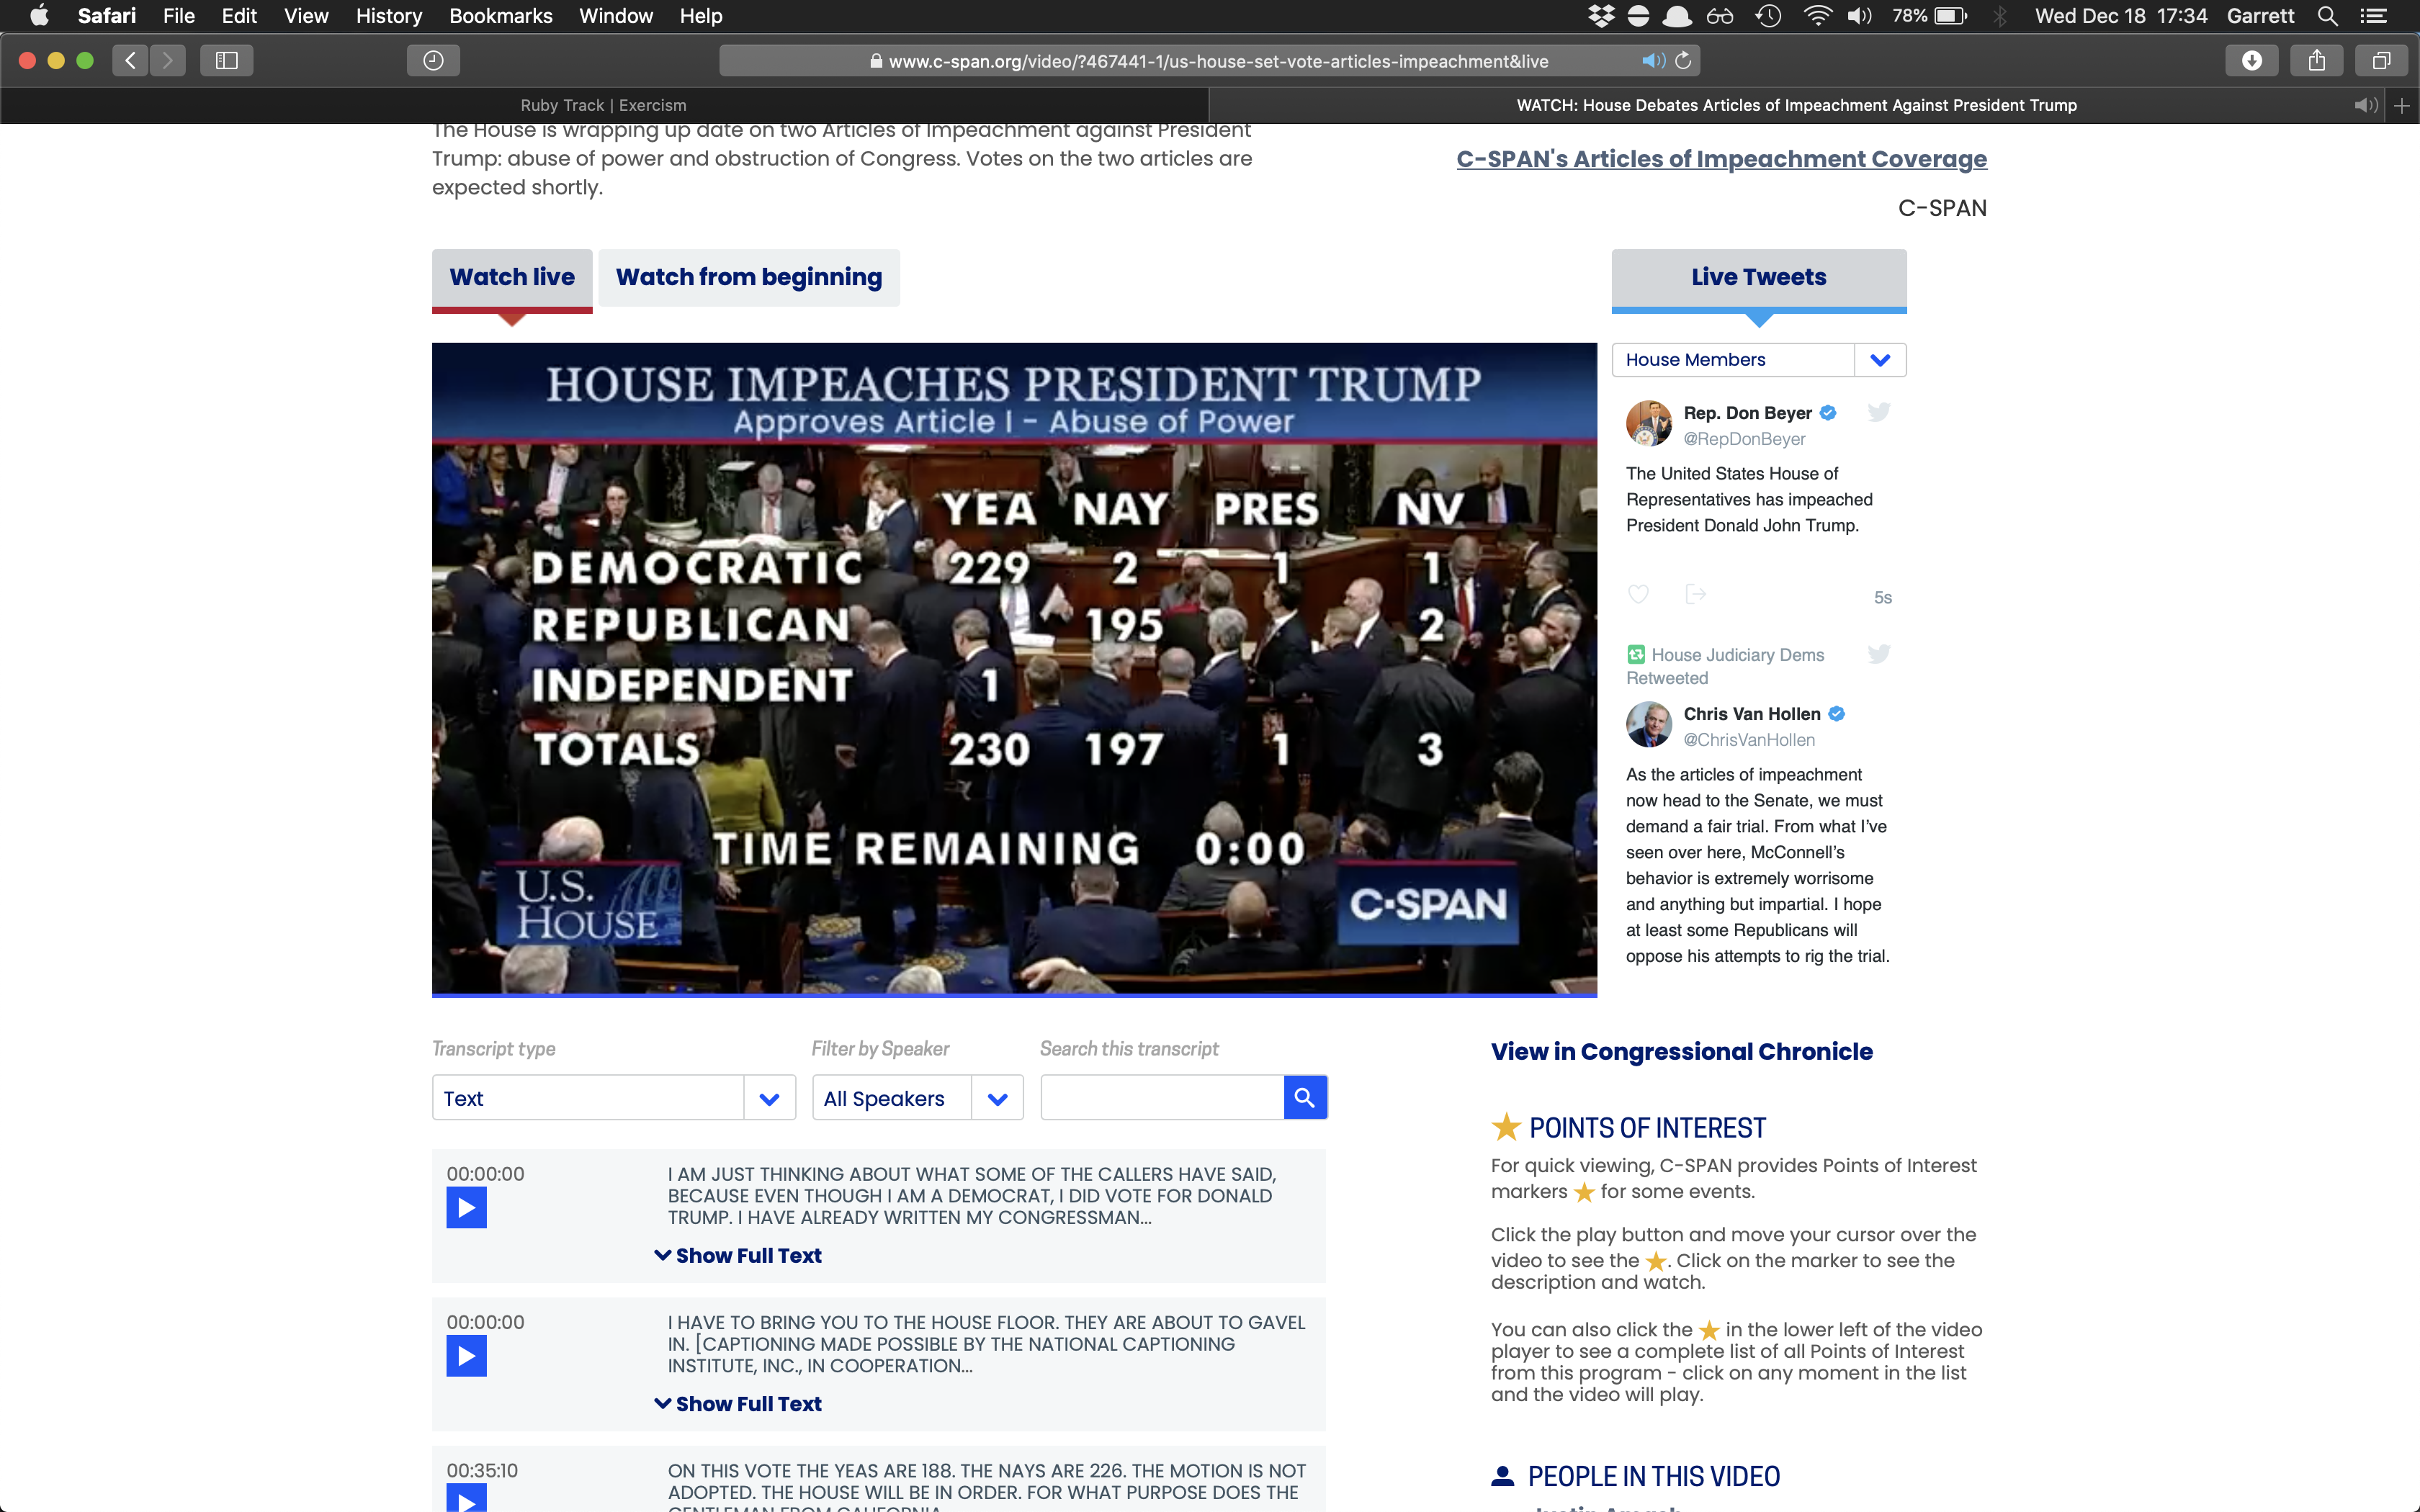 Safari File Edit View History Bookmarks Window Help 78% Wed Dec 18 17:34 Garrett
www.c-span.org/video/?467441-1/us-house-set-vote-articles-impeachment&live
Ruby Track | Exercism
WATCH: House Debates Articles of Impeachment Against President Trump
The House is wrapping up date on two Articles of Impeachment against President
Trump: abuse of power and obstruction of Congress. Votes on the two articles are
expected shortly.
C-SPAN's Articles of Impeachment Coverage
C-SPAN
Watch live
Watch from beginning
HOUSE IMPEACHES PRESIDENT TRUMP
Approves Article I - Abuse of Power
YEA NAY PRES NV
DEMOCRATIC 229 2 1 1
REPUBLICAN 195 2
INDEPENDENT 1
TOTALS 230 197 1 3
TIME REMAINING 0:00
U.S.
HOUSE
C-SPAN
Live Tweets
House Members
Rep. Don Beyer
@RepDonBeyer
The United States House of
Representatives has impeached
President Donald John Trump.
5s
House Judiciary Dems
Retweeted
Chris Van Hollen
@ChrisVanHollen
As the articles of impeachment
now head to the Senate, we must
demand a fair trial. From what I’ve
seen over here, McConnell’s
behavior is extremely worrisome
and anything but impartial. I hope
at least some Republicans will
oppose his attempts to rig the trial.
Transcript type
Filter by Speaker
Search this transcript
Text
All Speakers
00:00:00
I AM JUST THINKING ABOUT WHAT SOME OF THE CALLERS HAVE SAID,
BECAUSE EVEN THOUGH I AM A DEMOCRAT, I DID VOTE FOR DONALD
TRUMP. I HAVE ALREADY WRITTEN MY CONGRESSMAN...
Show Full Text
00:00:00
I HAVE TO BRING YOU TO THE HOUSE FLOOR. THEY ARE ABOUT TO GAVEL
IN. [CAPTIONING MADE POSSIBLE BY THE NATIONAL CAPTIONING
INSTITUTE, INC., IN COOPERATION...
Show Full Text
00:35:10
ON THIS VOTE THE YEAS ARE 188. THE NAYS ARE 226. THE MOTION IS NOT
ADOPTED. THE HOUSE WILL BE IN ORDER. FOR WHAT PURPOSE DOES THE
GENTLEMAN FROM CALIFORNIA
View in Congressional Chronicle
POINTS OF INTEREST
For quick viewing, C-SPAN provides Points of Interest
markers for some events.
Click the play button and move your cursor over the
video to see the . Click on the marker to see the
description and watch.
You can also click the in the lower left of the video
player to see a complete list of all Points of Interest
from this program - click on any moment in the list
and the video will play.
PEOPLE IN THIS VIDEO
Justin Amash